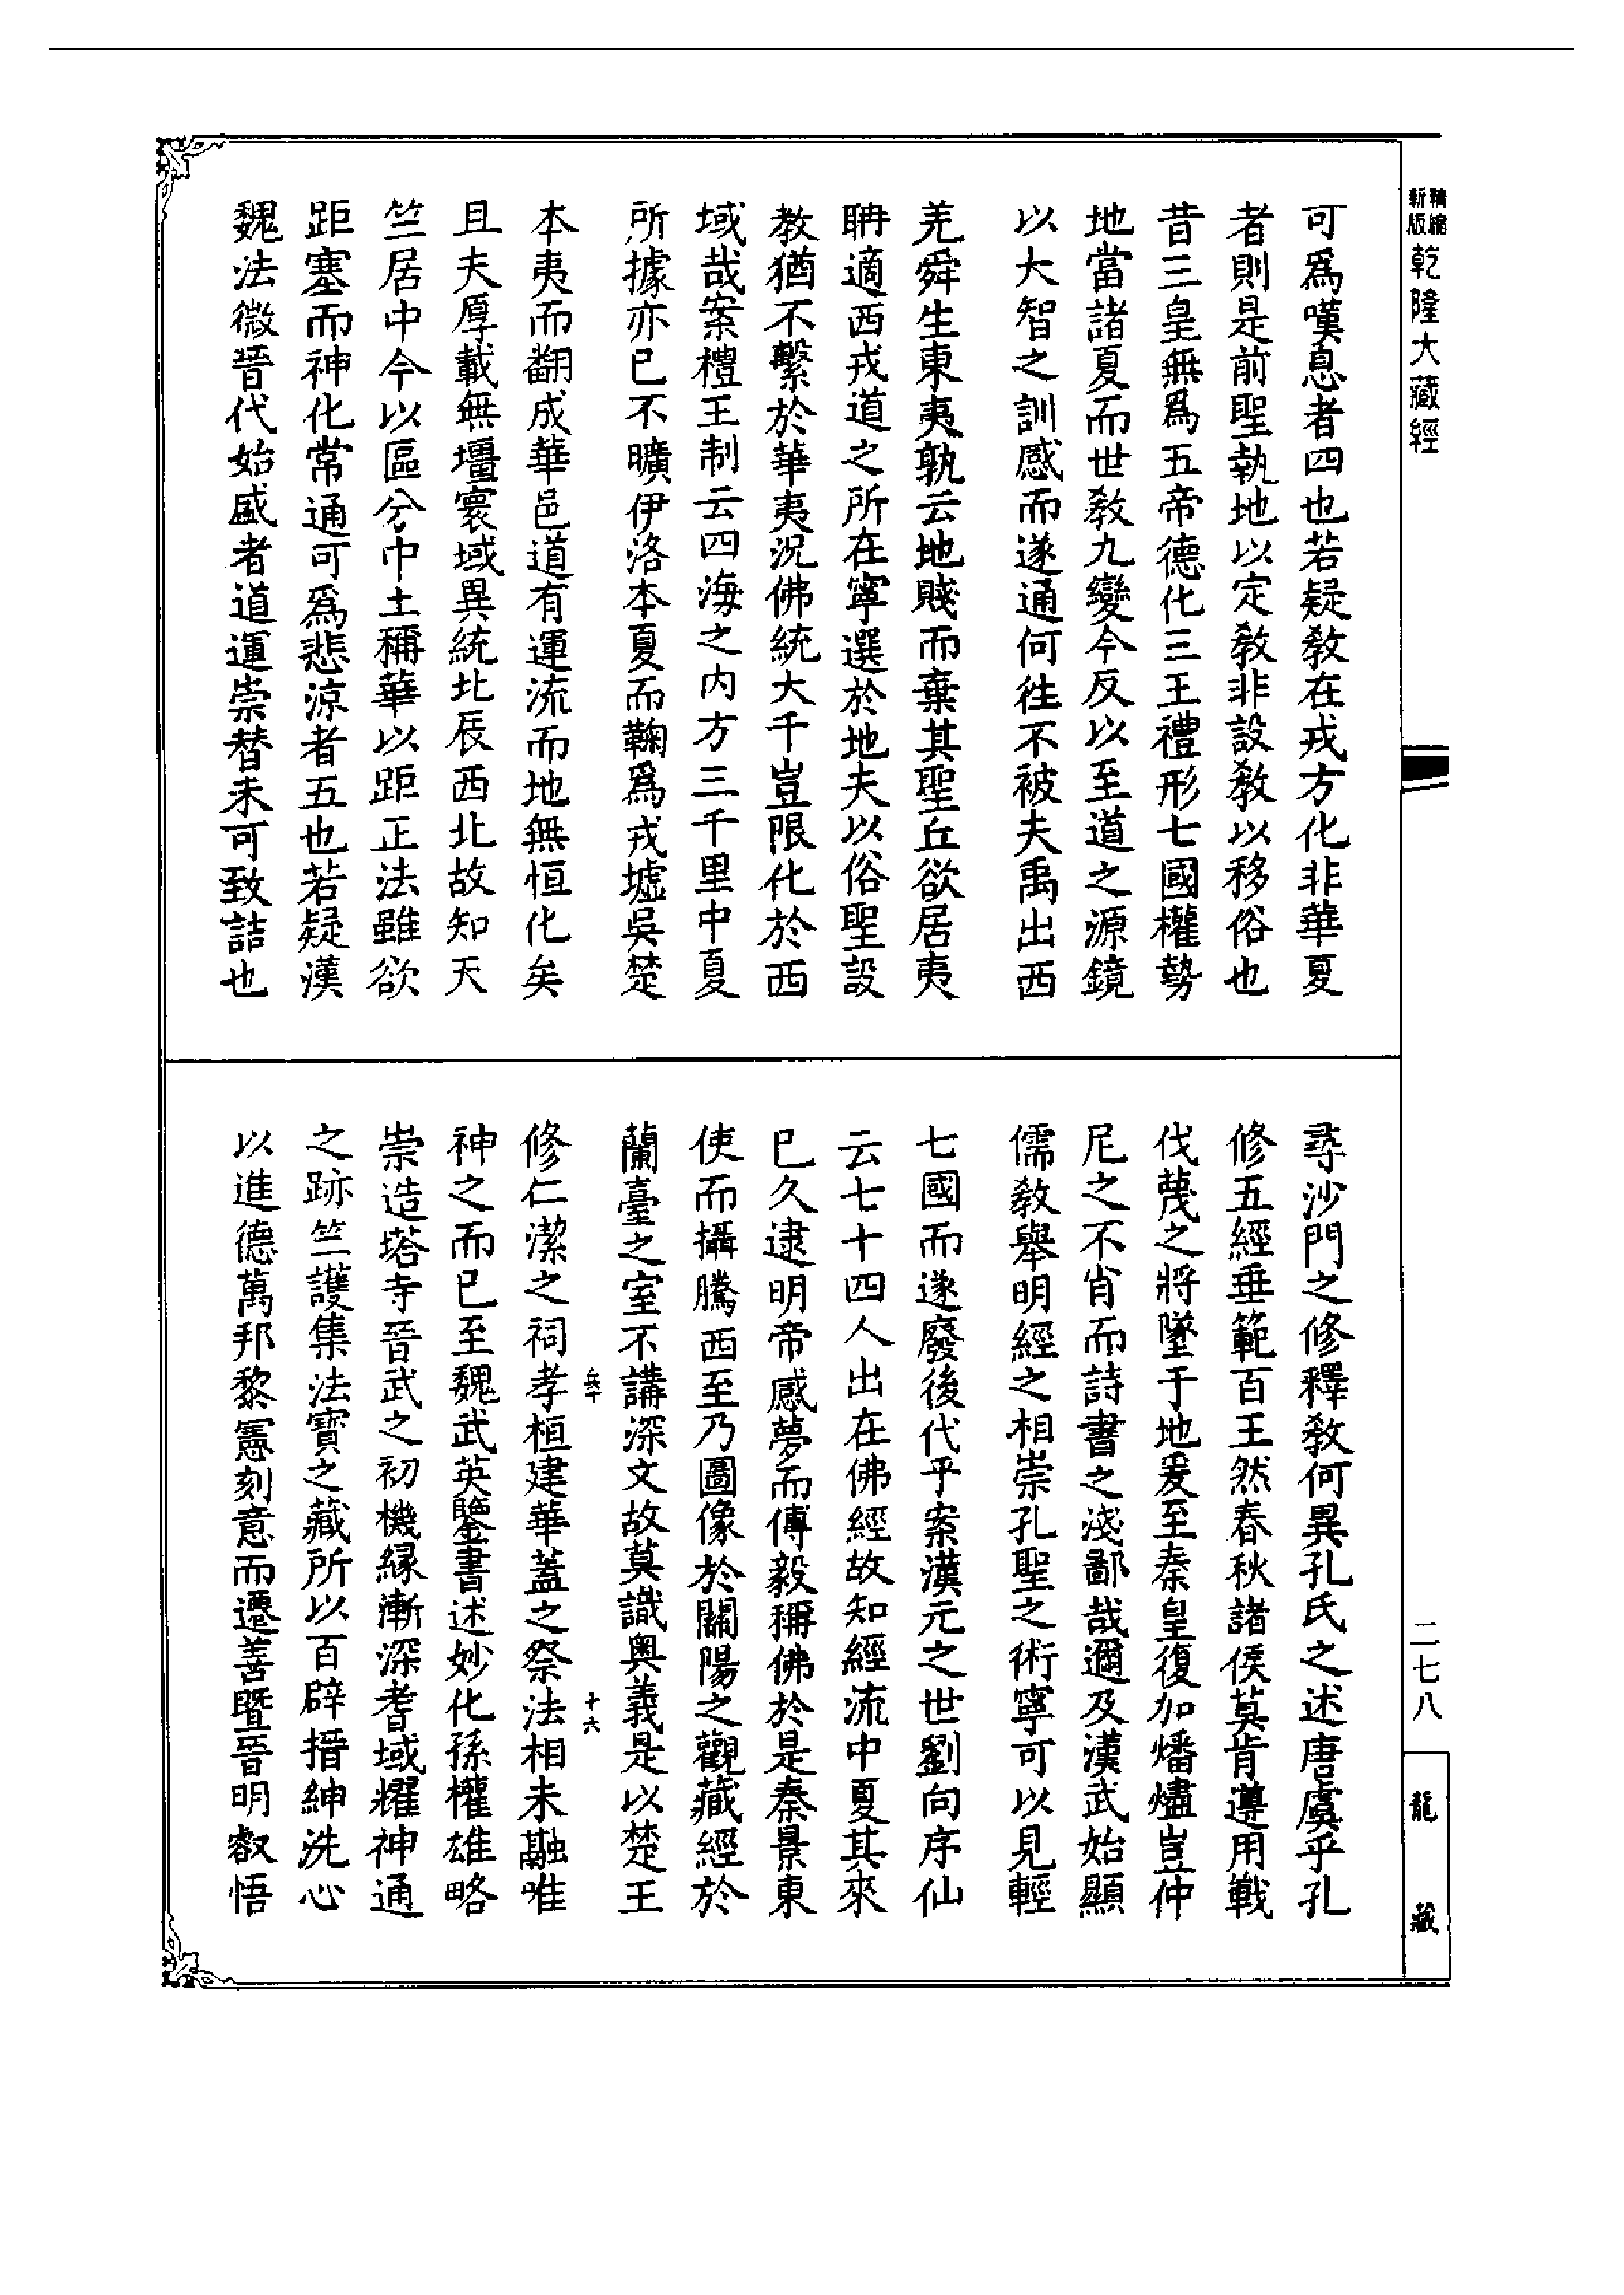 精縮
新版
乾隆大藏經
可爲嘆息者四也若疑教在戎方化非華夏
者則是前聖執地以定教非設教以移俗也
昔三皇無爲五帝德化三王禮形七國權勢
地當諸夏而世教九變今反以至道之源鏡
以大智之訓感而遂通何徃不被夫禹出西
羌舜生東夷孰云地賤而棄其聖丘欲居夷
聃適西戎道之所在寧選於地夫以俗聖設
教猶不繫於華夷況佛統大千豈限化於西
域哉案禮王制云四海之内方三千里中夏
所據亦已不曠伊洛本夏而鞠爲戎墟吳楚
本夷而翻成華邑道有運流而地無恒化矣
且夫厚載無壃寰域異統北辰西北故知天
竺居中今以區分中土稱華以距正法雖欲
距塞而神化常通可爲悲涼者五也若疑漢
魏法微晉代始盛者道運崇替未可致詰也
尋沙門之修釋教何異孔氏之述唐虞乎孔
修五經垂範百王然春秋諸侯莫肯遵用戰
伐蔑之將墜于地爰至秦皇復加燔燼豈仲
尼之不肖而詩書之淺鄙哉邇及漢武始顯
儒教舉明經之相崇孔聖之術寧可以見輕
七國而遂廢後代乎案漢元之世劉向序仙
云七十四人出在佛經故知經流中夏其來
已久逮明帝感夢而傅毅稱佛於是秦景東
使而攝騰西至乃圖像於關陽之觀藏經於
蘭臺之室不講深文故莫識奧義是以楚王
兵十
十六
修仁潔之祠孝桓建華蓋之祭法相未融唯
神之而已至魏武英鑒書述妙化孫權雄略
崇造塔寺晉武之初機緣漸深耆域耀神通
之跡竺護集法寶之藏所以百辟搢紳洗心
以進德萬邦黎憲刻意而遷善暨晉明叡悟
二七八
龍藏